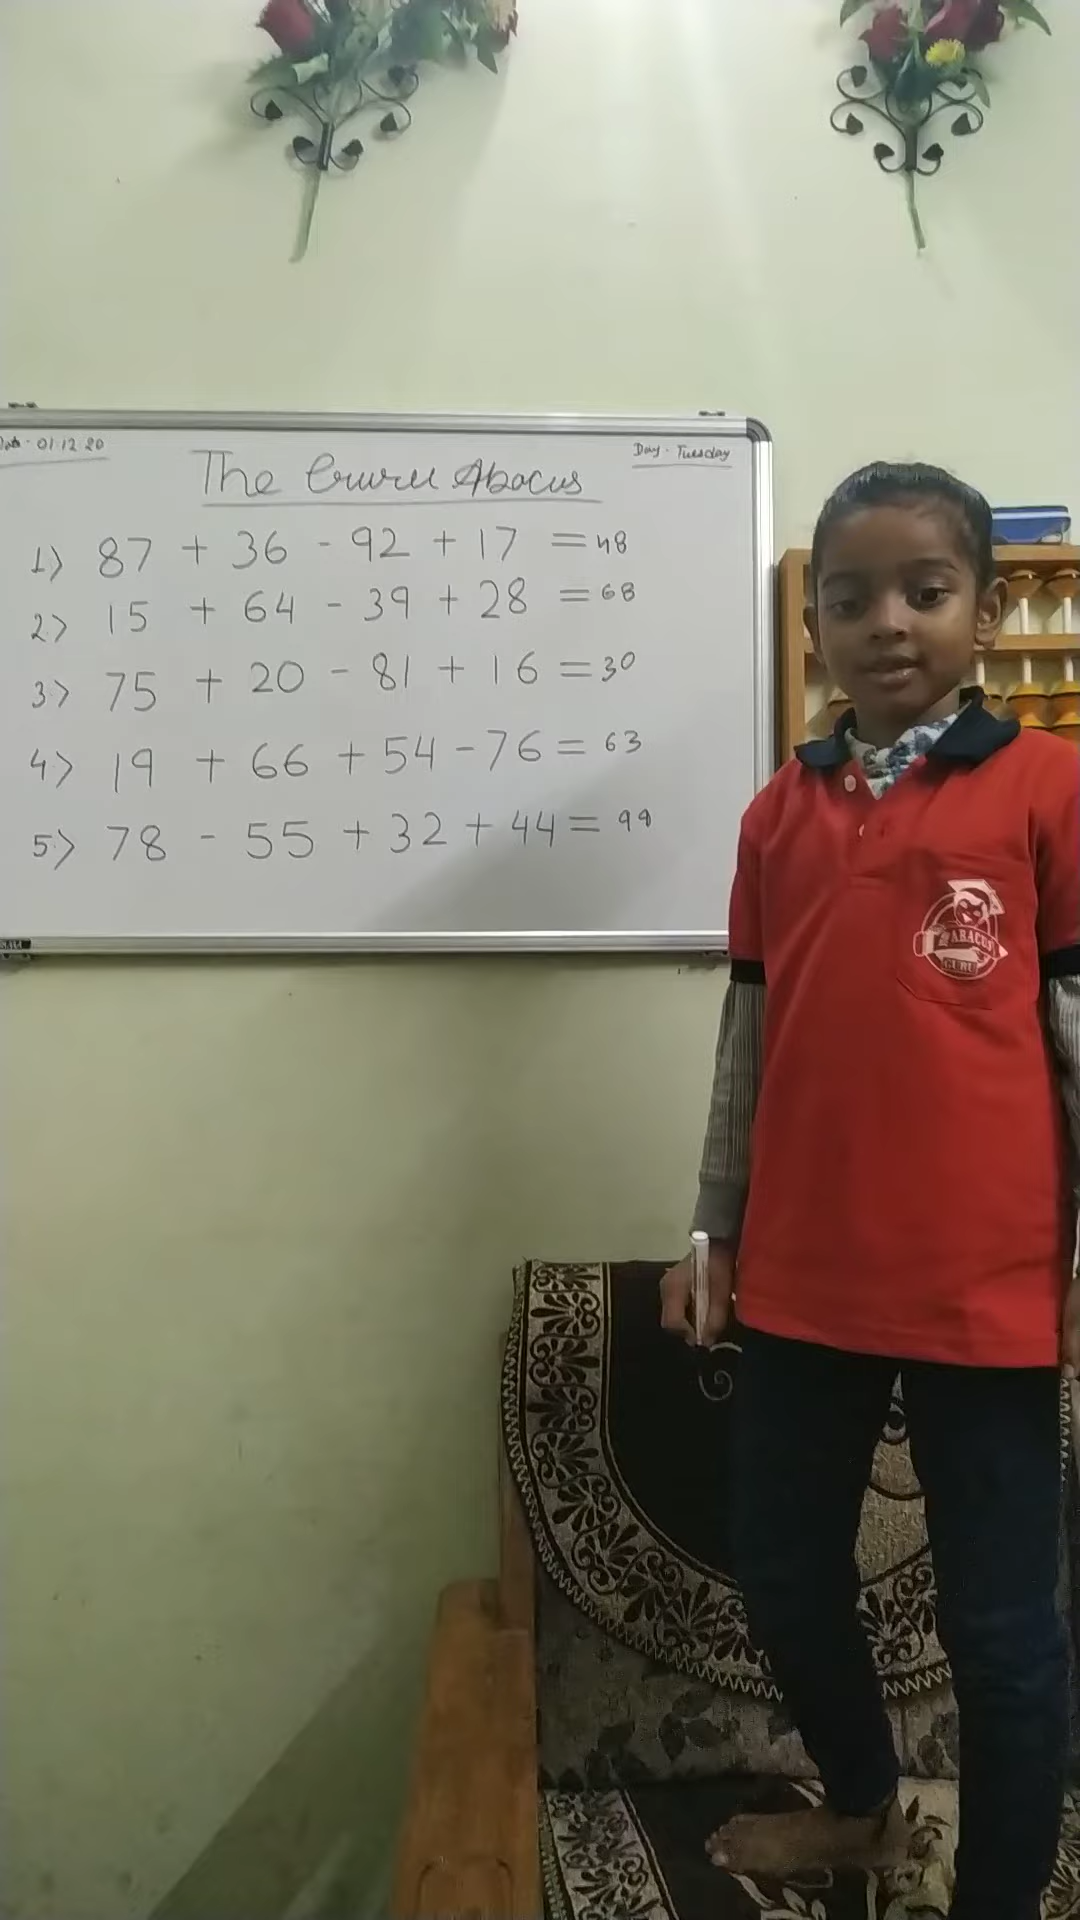 Date - 01.12.20
Day - Tuesday
The Guru Abacus
1) 87 + 36 - 92 + 17 = 48
2) 15 + 64 - 39 + 28 = 68
3) 75 + 20 - 81 + 16 = 30
4) 19 + 66 + 54 - 76 = 63
5) 78 - 55 + 32 + 44 = 99
ABACUS
GURU